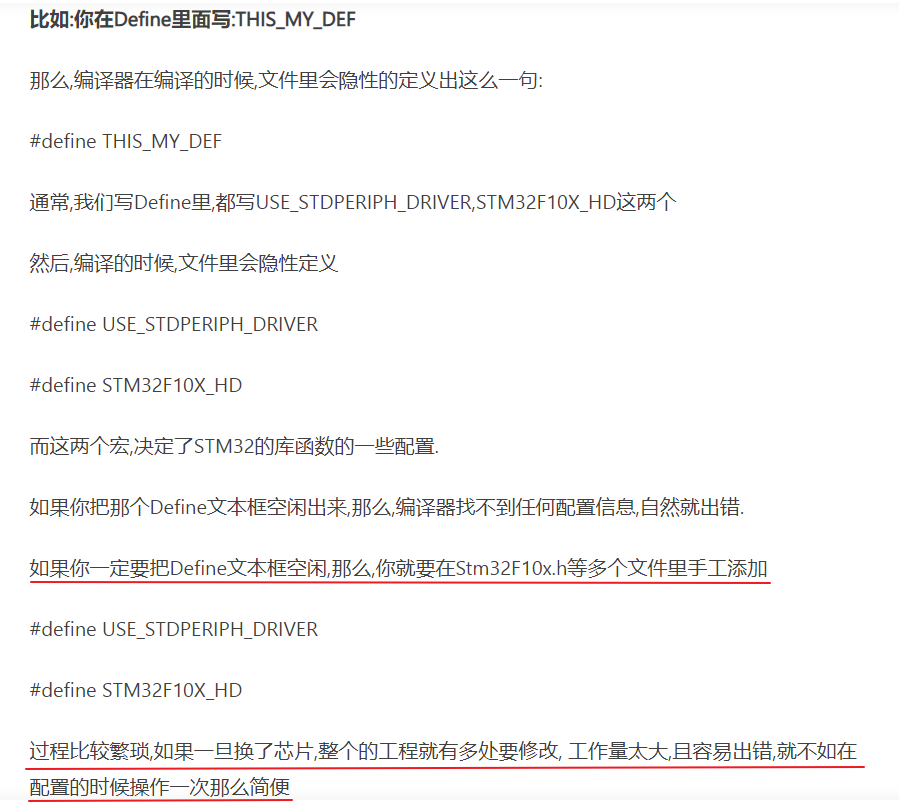 比如:你在Define里面写:THIS_MY_DEF
那么,编译器在编译的时候,文件里会隐性的定义出这么一句:
#define THIS_MY_DEF
通常,我们写Define里,都写USE_STDPERIPH_DRIVER,STM32F10X_HD这两个
然后,编译的时候,文件里会隐性定义
#define USE_STDPERIPH_DRIVER
#define STM32F10X_HD
而这两个宏,决定了STM32的库函数的一些配置.
如果你把那个Define文本框空闲出来,那么,编译器找不到任何配置信息,自然就出错.
如果你一定要把Define文本框空闲,那么,你就要在Stm32F10x.h等多个文件里手工添加
#define USE_STDPERIPH_DRIVER
#define STM32F10X_HD
过程比较繁琐,如果一旦换了芯片,整个的工程就有多处要修改, 工作量太大,且容易出错,就不如在
配置的时候操作一次那么简便